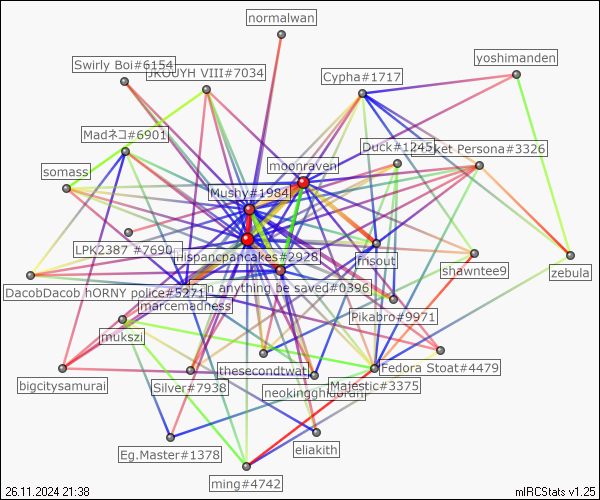 normalwan
yoshimanden
Swirly Boi#6154
JKOUYH VIII#7034
Cypha#1717
Madネコ#6901
Duck#1245
Persona#3326
somass
moonraven
Mushy#1984
LPK2387 #7690
#2928
frisout
shawntee9
zebula
DacobDacob hORNY police#5271
anything be saved#0396
marcemadness
Pikabro#9971
mukszi
thesecondtwat
Fedora Stoat#4479
bigcitysamurai
Silver#7938
Majestic#3375
eliakith
Eg.Master#1378
ming#4742
26.11.2024 21:38
mIRCStats v1.25